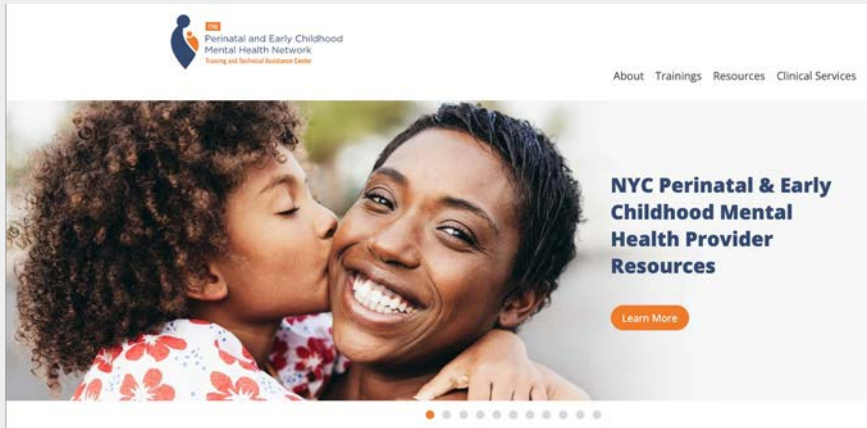 TTAC
Perinatal and Early Childhood
Mental Health Network
Training and Technical Assistance Center
About Trainings Resources Clinical Services
NYC Perinatal & Early
Childhood Mental
Health Provider
Resources
Learn More